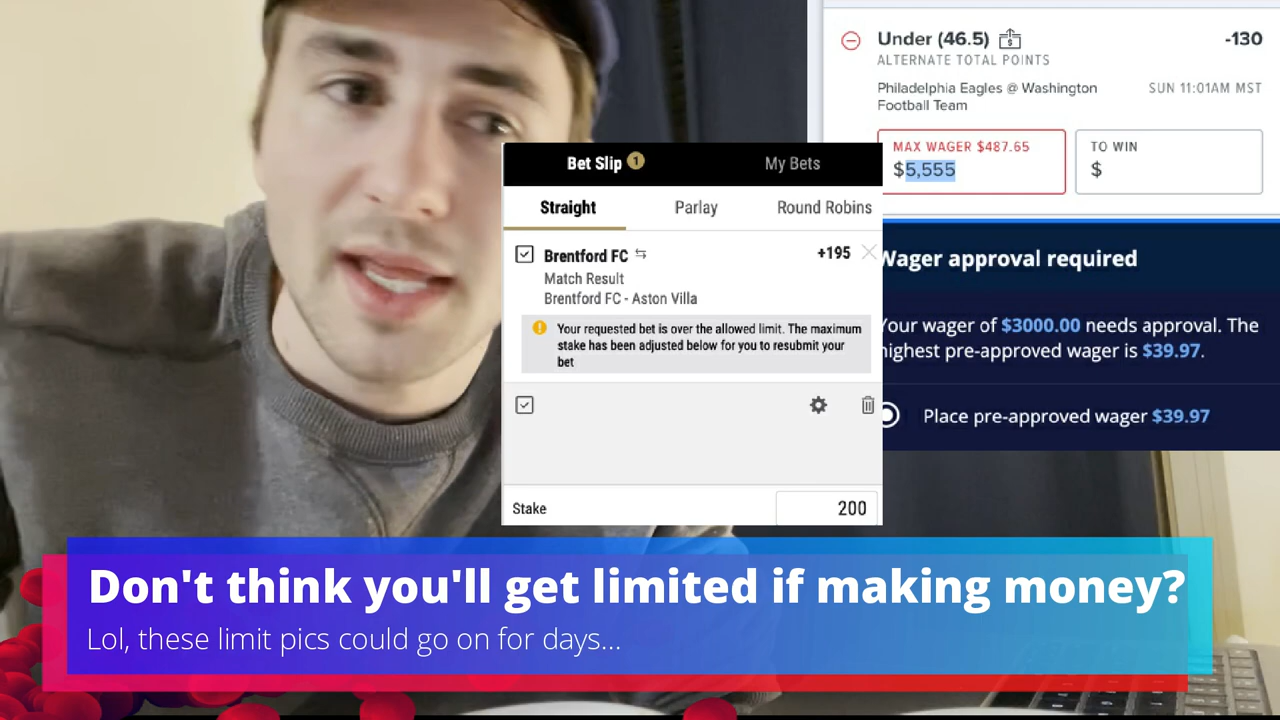 Under (46.5)
-130
ALTERNATE TOTAL POINTS
Philadelphia Eagles @ Washington
Football Team
SUN 11:01AM MST
MAX WAGER $487.65
$5,555
TO WIN
$
Bet Slip 1
My Bets
Straight
Parlay
Round Robins
Brentford FC
+195
Match Result
Brentford FC - Aston Villa
Your requested bet is over the allowed limit. The maximum
stake has been adjusted below for you to resubmit your
bet
Stake
200
Wager approval required
Your wager of $3000.00 needs approval. The
highest pre-approved wager is $39.97.
Place pre-approved wager $39.97
Don't think you'll get limited if making money?
Lol, these limit pics could go on for days...